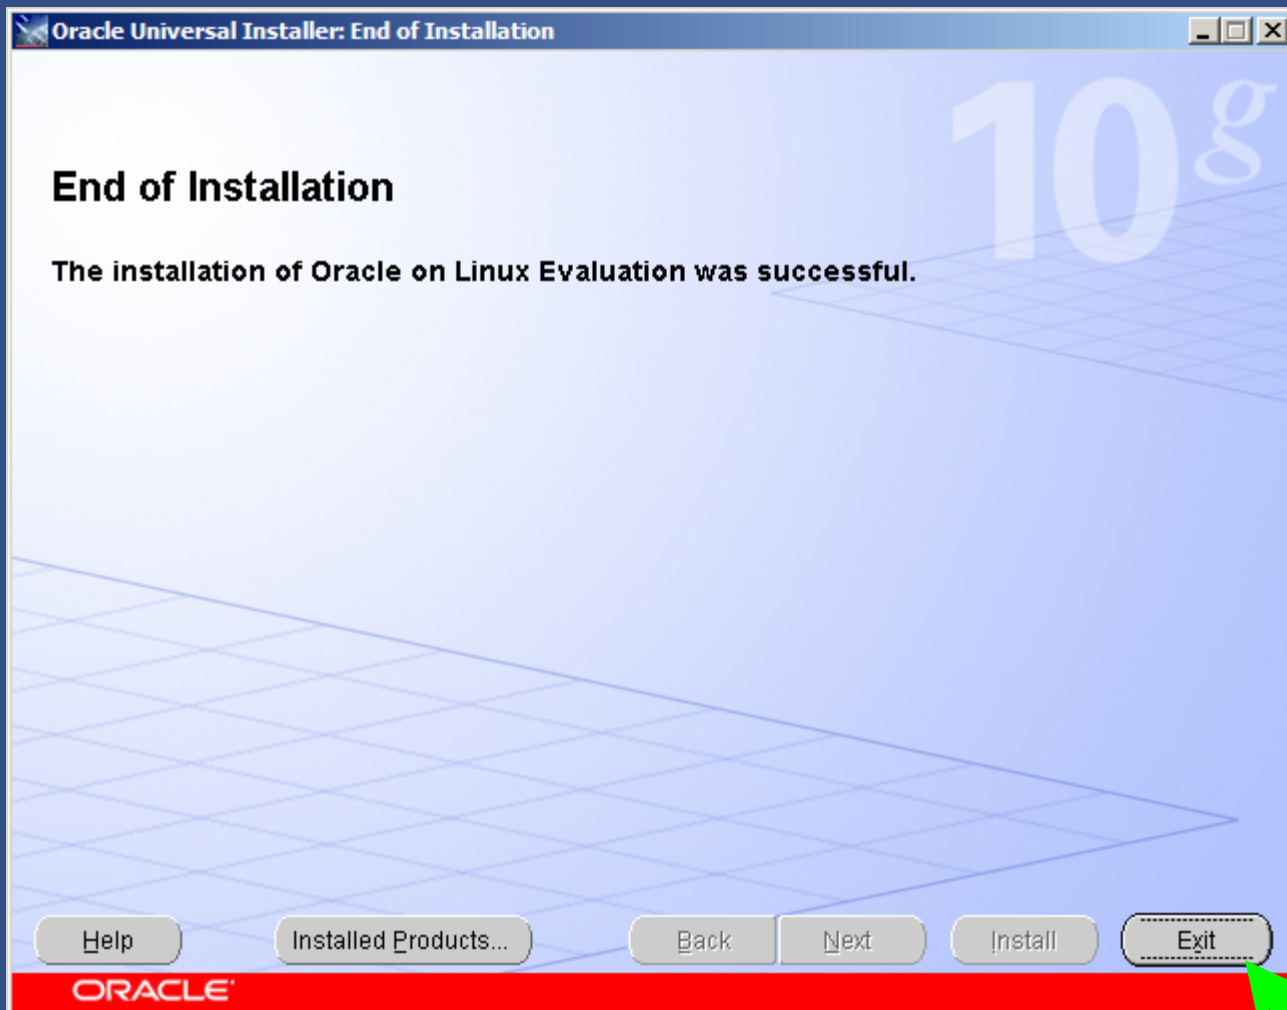 Oracle Universal Installer: End of Installation
10g
End of Installation
The installation of Oracle on Linux Evaluation was successful.
Help
Installed Products...
Back
Next
Install
Exit
ORACLE